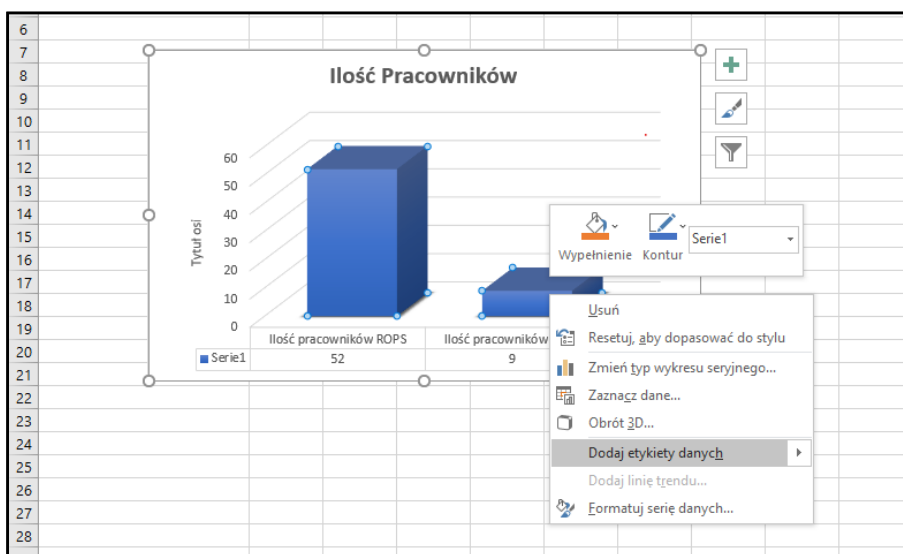 6
7
8
9
10
11
12
13
14
15
16
17
18
19
20
21
22
23
24
25
26
27
28
Ilość Pracowników
60
50
40
30
20
10
0
Tytuł osi
Ilość pracowników ROPS
Ilość pracowników
Serie1
52
9
Wypełnienie
Kontur
Serie1
Usuń
Resetuj, aby dopasować do stylu
Zmień typ wykresu seryjnego...
Zaznacz dane...
Obrót 3D...
Dodaj etykiety danych
Dodaj linię trendu...
Formatuj serię danych...